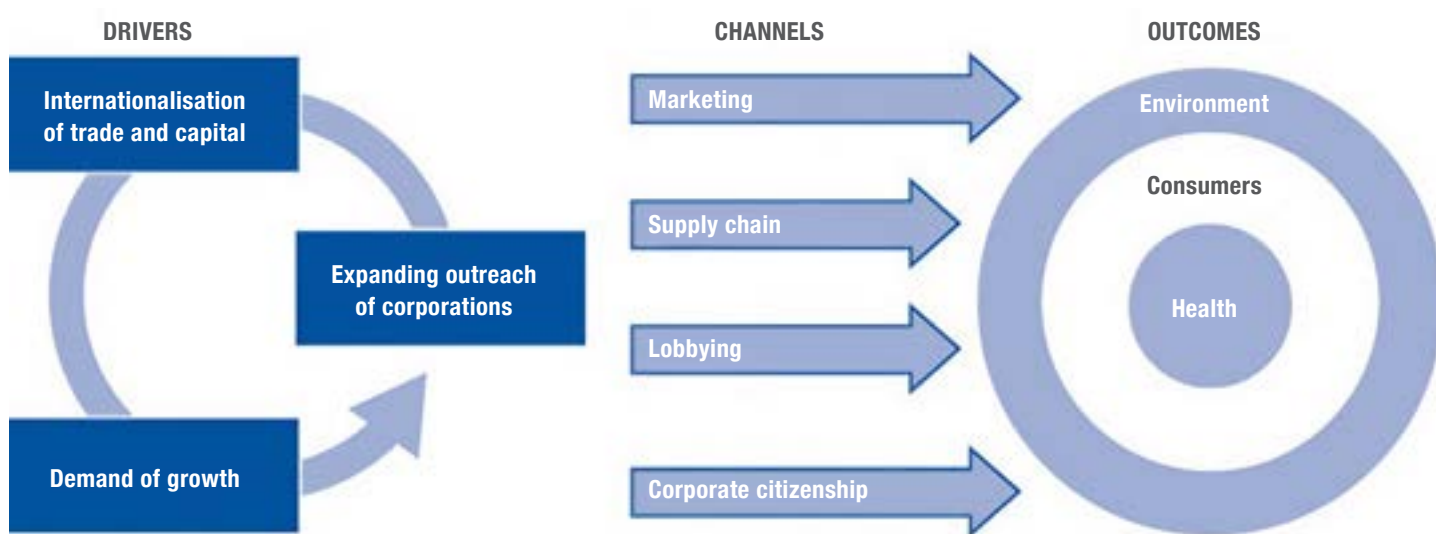 DRIVERS
Internationalisation
of trade and capital
Expanding outreach
of corporations
Demand of growth
CHANNELS
Marketing
Supply chain
Lobbying
Corporate citizenship
OUTCOMES
Environment
Consumers
Health